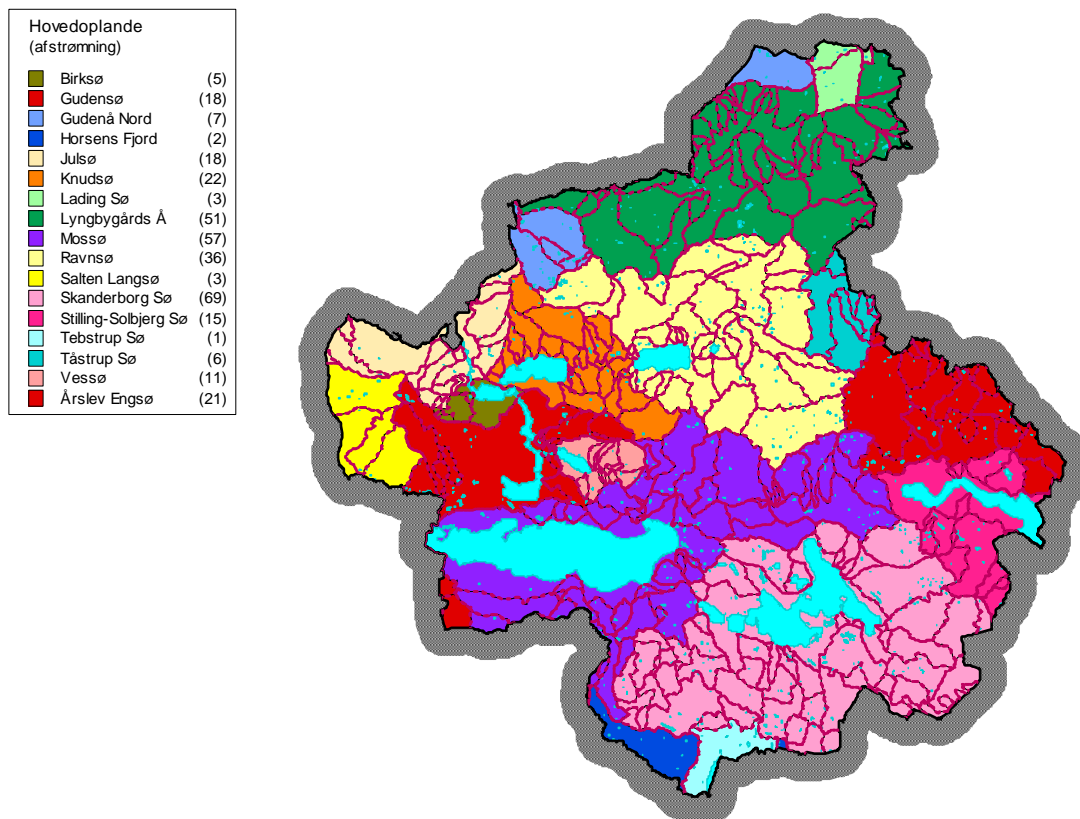 Hovedoplande
(afstrømning)
Birksø (5)
Gudensø (18)
Gudenå Nord (7)
Horsens Fjord (2)
Julsø (18)
Knudsø (22)
Lading Sø (3)
Lyngbygårds Å (51)
Mossø (57)
Ravnsø (36)
Salten Langsø (3)
Skanderborg Sø (69)
Stilling-Solbjerg Sø (15)
Tebstrup Sø (1)
Tåstrup Sø (6)
Vessø (11)
Årslev Engsø (21)